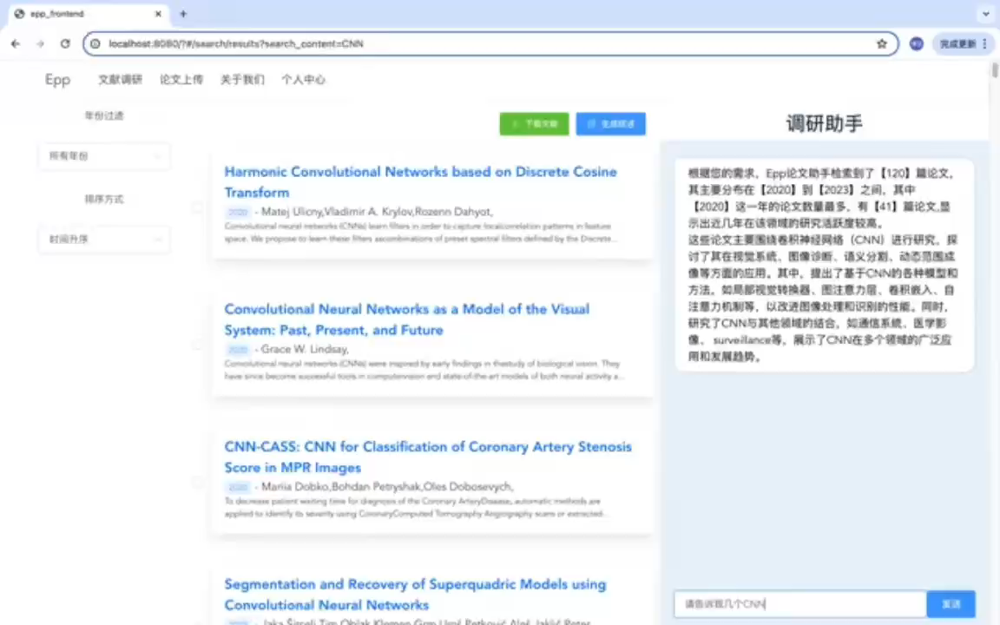 epp_frontend
localhost:8080/?#/search/results?search_content=CNN
完成更新
Epp 文献调研 论文上传 关于我们 个人中心
年份过滤
所有年份
排序方式
时间升序
下载文献 生成综述
Harmonic Convolutional Networks based on Discrete Cosine
Transform
2020 - Matej Ulicny,Vladimir A. Krylov,Rozenn Dahyot,
Convolutional neural networks (CNNs) learn filters in order to capture localcorrelation patterns in feature
space. We propose to learn these filters ascombinations of preset spectral filters defined by the Discrete...
Convolutional Neural Networks as a Model of the Visual
System: Past, Present, and Future
2020 - Grace W. Lindsay,
Convolutional neural networks (CNNs) were inspired by early findings in thestudy of biological vision. They
have since become successful tools in computervision and state-of-the-art models of both neural activity a...
CNN-CASS: CNN for Classification of Coronary Artery Stenosis
Score in MPR Images
2020 - Mariia Dobko,Bohdan Petryshak,Oles Dobosevych,
To decrease patient waiting time for diagnosis of the Coronary ArteryDisease, automatic methods are
applied to identify its severity using CoronaryComputed Tomography Angiography scans or extracted...
Segmentation and Recovery of Superquadric Models using
Convolutional Neural Networks
调研助手
根据您的需求，Epp论文助手检索到了【120】篇论文，
其主要分布在【2020】到【2023】之间，其中
【2020】这一年的论文数量最多，有【41】篇论文,显
示出近几年在该领域的研究活跃度较高。
这些论文主要围绕卷积神经网络（CNN）进行研究，探
讨了其在视觉系统、图像诊断、语义分割、动态范围成
像等方面的应用。其中，提出了基于CNN的各种模型和
方法，如局部视觉转换器、图注意力层、卷积嵌入、自
注意力机制等，以改进图像处理和识别的性能。同时，
研究了CNN与其他领域的结合，如通信系统、医学影
像、surveillance等，展示了CNN在多个领域的广泛应
用和发展趋势。
请告诉我几个CNN
发送